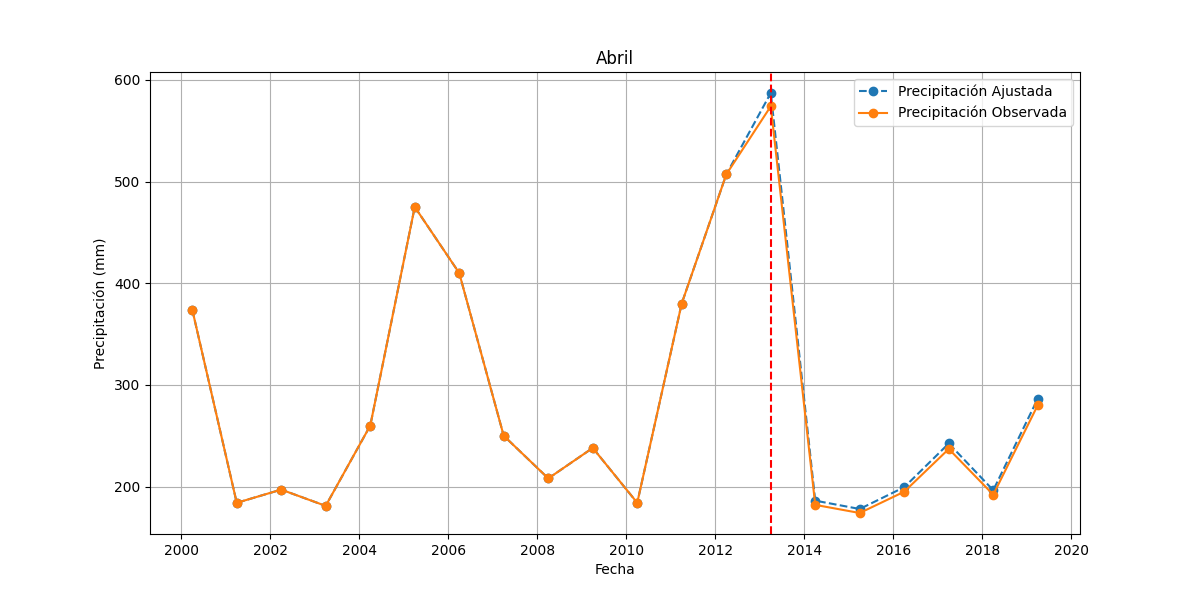 Abril
Precipitación Ajustada
Precipitación Observada
Precipitación (mm)
600
500
400
300
200
2000 2002 2004 2006 2008 2010 2012 2014 2016 2018 2020
Fecha